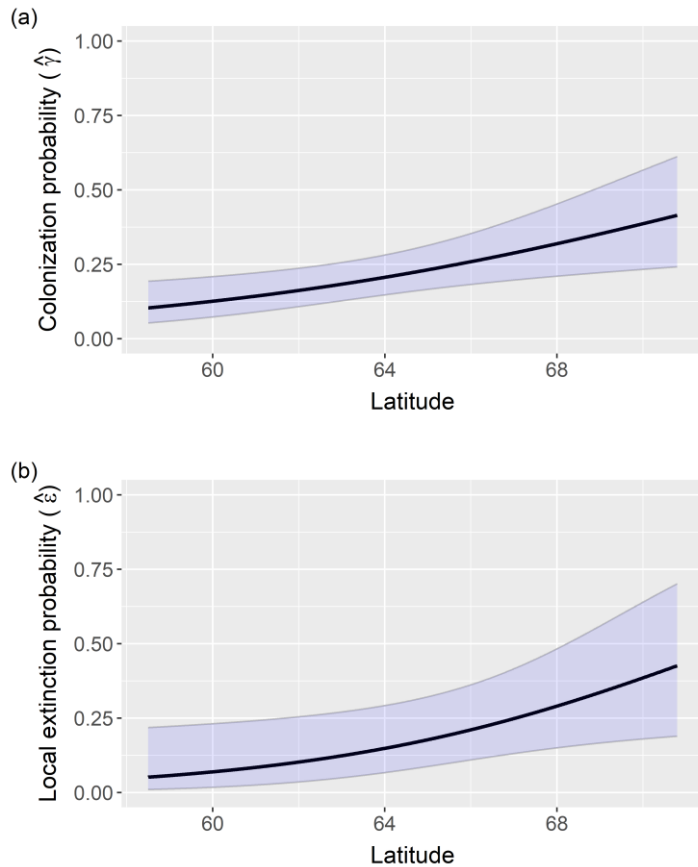 (a)
Colonization probability ( γ̂ )
1.00
0.75
0.50
0.25
0.00
60 64 68
Latitude
(b)
Local extinction probability ( ε̂ )
1.00
0.75
0.50
0.25
0.00
60 64 68
Latitude